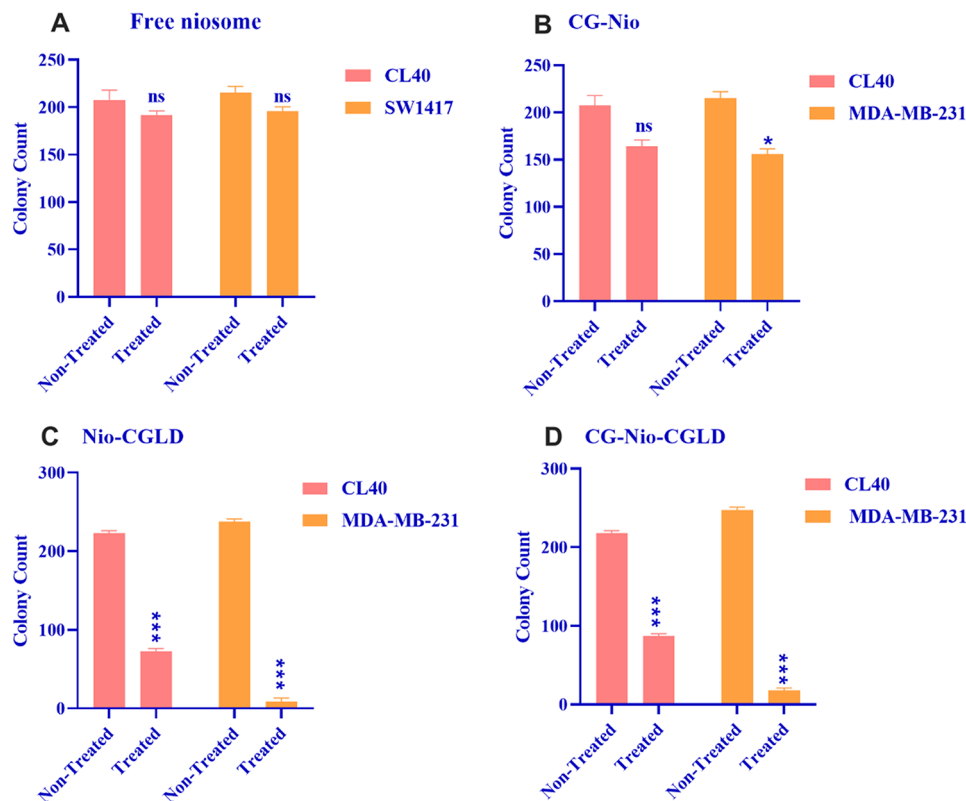 A Free niosome
250
200
150
100
50
0
Colony Count
ns
ns
CL40
SW1417
Non-Treated
Treated
Non-Treated
Treated
B CG-Nio
250
200
150
100
50
0
Colony Count
ns
*
CL40
MDA-MB-231
Non-Treated
Treated
Non-Treated
Treated
C Nio-CGLD
300
200
100
0
Colony Count
***
***
CL40
MDA-MB-231
Non-Treated
Treated
Non-Treated
Treated
D CG-Nio-CGLD
300
200
100
0
Colony Count
***
***
CL40
MDA-MB-231
Non-Treated
Treated
Non-Treated
Treated